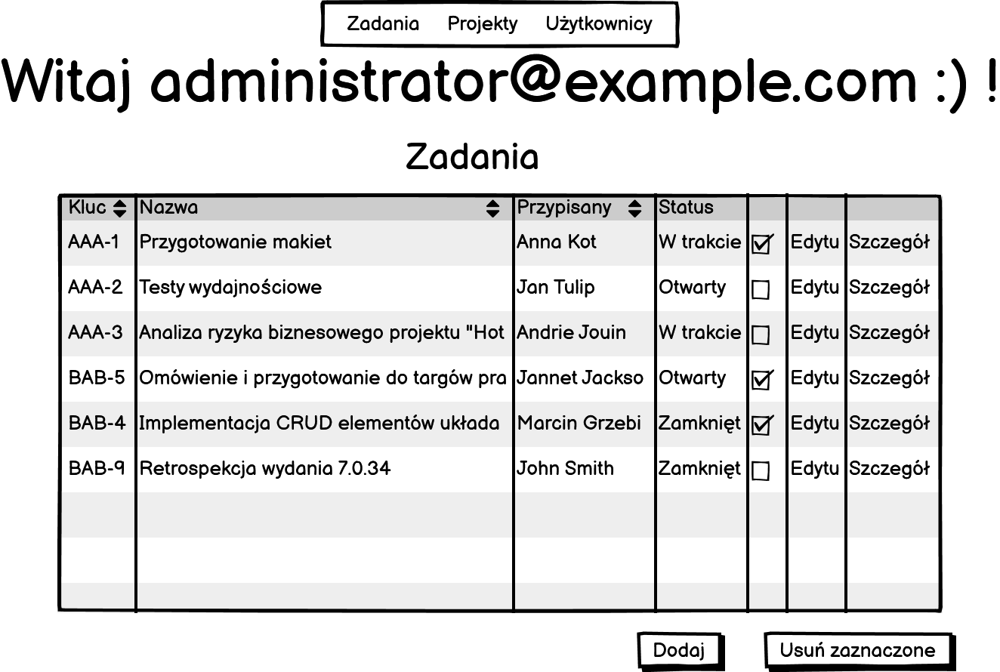 Zadania Projekty Użytkownicy
Witaj administrator@example.com :) !
Zadania
Kluc Nazwa Przypisany Status
AAA-1 Przygotowanie makiet Anna Kot W trakcie Edytu Szczegół
AAA-2 Testy wydajnościowe Jan Tulip Otwarty Edytu Szczegół
AAA-3 Analiza ryzyka biznesowego projektu "Hot Andrie Jouin W trakcie Edytu Szczegół
BAB-5 Omówienie i przygotowanie do targów pra Jannet Jackso Otwarty Edytu Szczegół
BAB-4 Implementacja CRUD elementów układa Marcin Grzebi Zamknięt Edytu Szczegół
BAB-9 Retrospekcja wydania 7.0.34 John Smith Zamknięt Edytu Szczegół
Dodaj Usuń zaznaczone